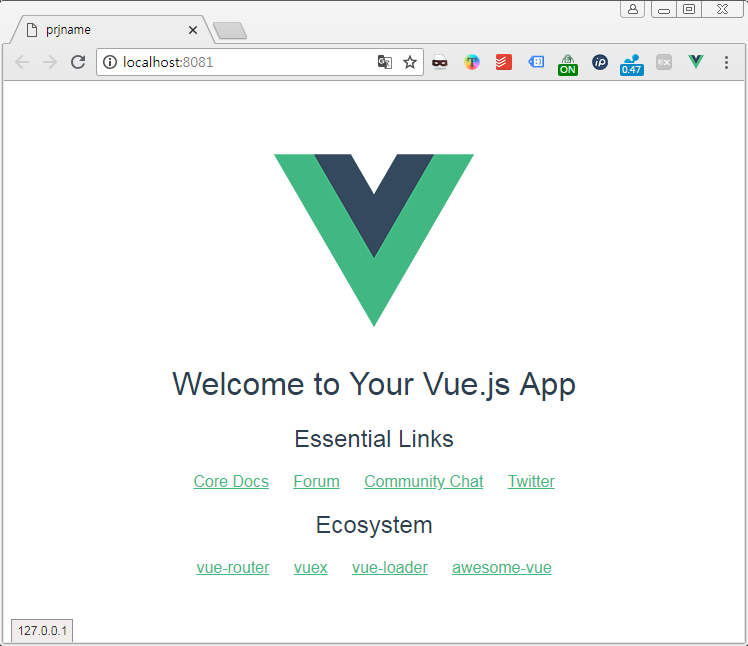 prjname
localhost:8081
ON
0.47
Welcome to Your Vue.js App
Essential Links
Core Docs Forum Community Chat Twitter
Ecosystem
vue-router vuex vue-loader awesome-vue
127.0.0.1